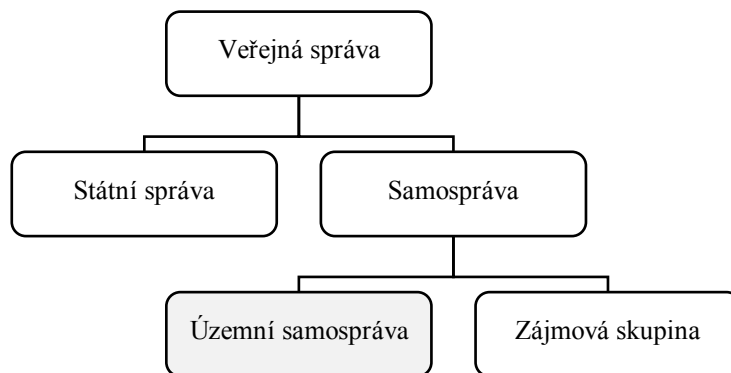 Veřejná správa
Státní správa
Samospráva
Územní samospráva
Zájmová skupina